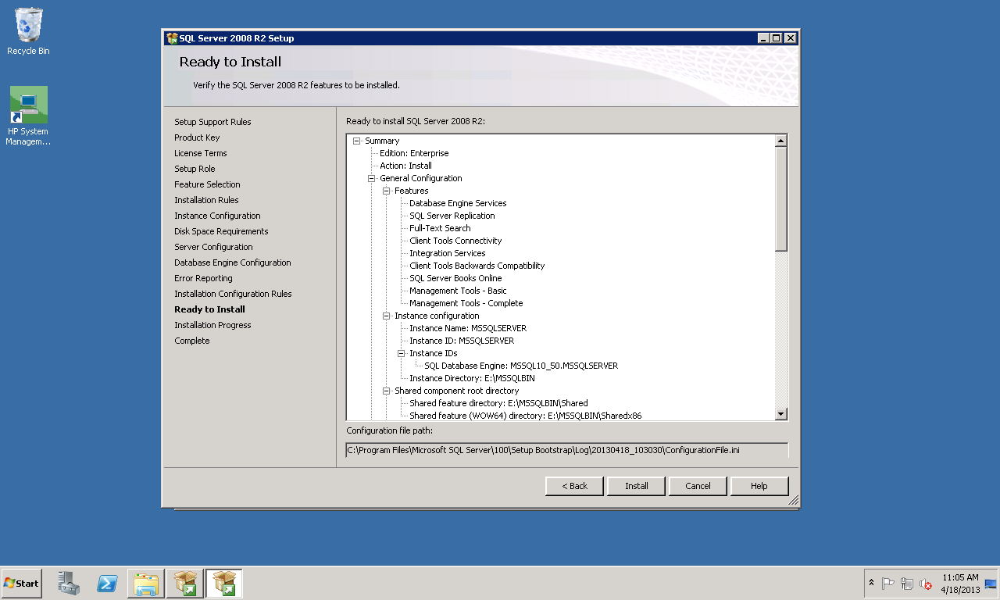 Recycle Bin
HP System
Managem...
SQL Server 2008 R2 Setup
Ready to Install
Verify the SQL Server 2008 R2 features to be installed.
Setup Support Rules
Product Key
License Terms
Setup Role
Feature Selection
Installation Rules
Instance Configuration
Disk Space Requirements
Server Configuration
Database Engine Configuration
Error Reporting
Installation Configuration Rules
Ready to Install
Installation Progress
Complete
Ready to install SQL Server 2008 R2:
Summary
Edition: Enterprise
Action: Install
General Configuration
Features
Database Engine Services
SQL Server Replication
Full-Text Search
Client Tools Connectivity
Integration Services
Client Tools Backwards Compatibility
SQL Server Books Online
Management Tools - Basic
Management Tools - Complete
Instance configuration
Instance Name: MSSQLSERVER
Instance ID: MSSQLSERVER
Instance IDs
SQL Database Engine: MSSQL10_50.MSSQLSERVER
Instance Directory: E:\MSSQLBIN
Shared component root directory
Shared feature directory: E:\MSSQLBIN\Shared
Shared feature (WOW64) directory: E:\MSSQLBIN\Sharedx86
Configuration file path:
C:\Program Files\Microsoft SQL Server\100\Setup Bootstrap\Log\20130418_103030\ConfigurationFile.ini
< Back Install Cancel Help
Start
11:05 AM
4/18/2013